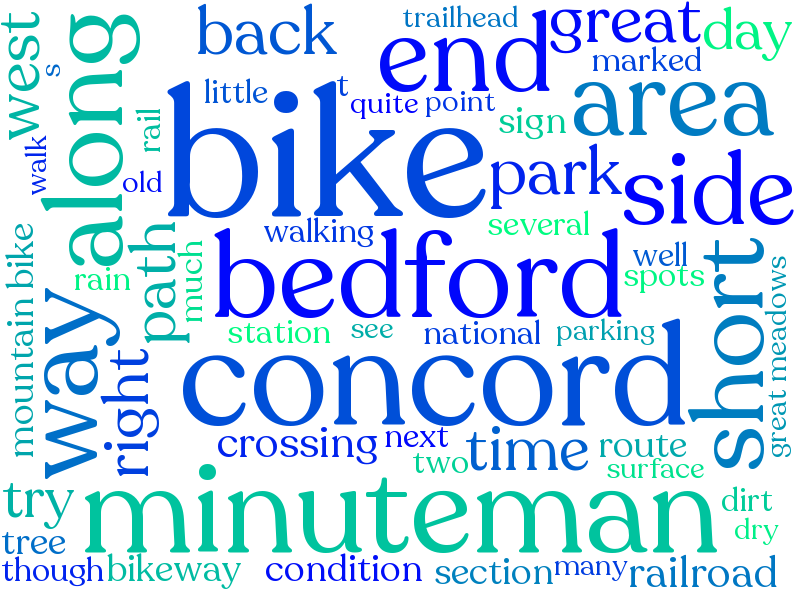 trailhead
great
day
back
end
marked
west
along
s
little
t
quite
point
area
sign
rail
bike
walk
old
park
side
walking
several
path
bedford
well
mountain bike
rain
much
spots
short
station
see
national
parking
great meadows
way
right
concord
crossing
next
time
route
two
surface
try
minuteman
dirt
dry
tree
though
bikeway
condition
section
many
railroad